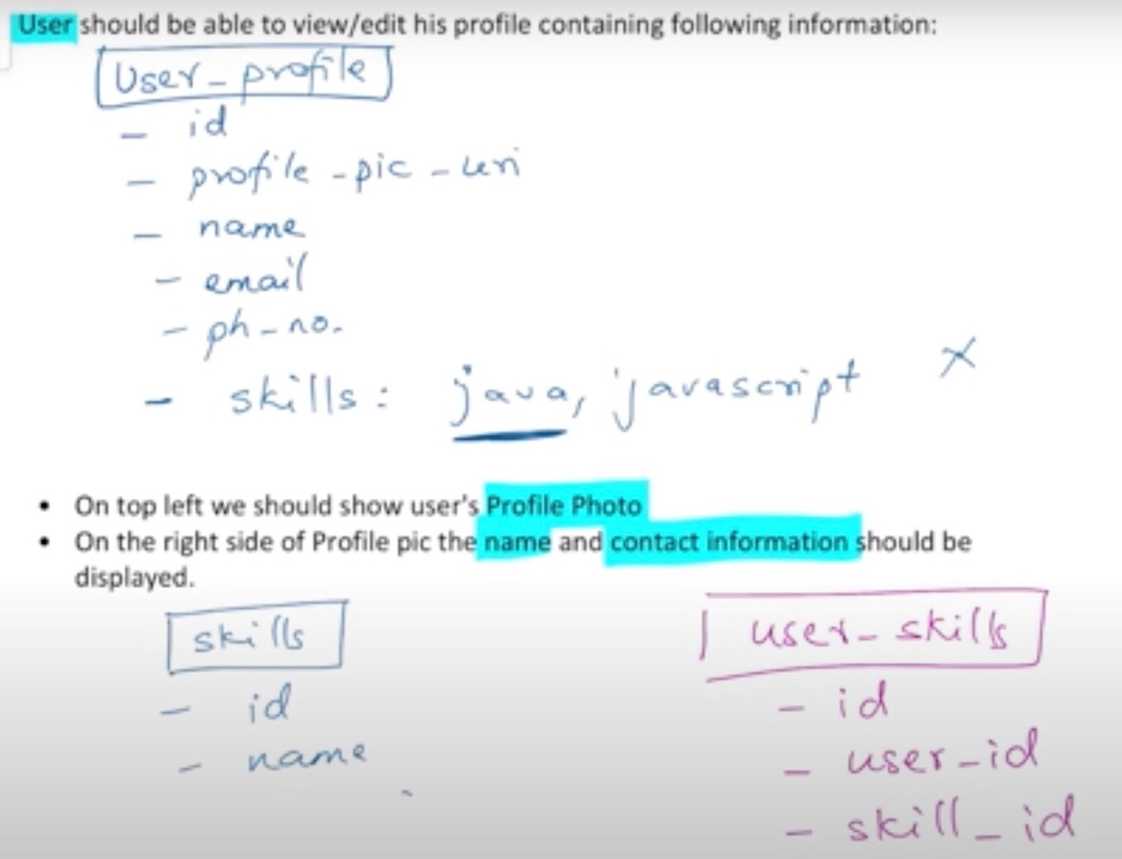 User should be able to view/edit his profile containing following information:
User_profile
- id
- profile-pic-uri
- name
- email
- ph-no.
- skills: java, javascript x
• On top left we should show user's Profile Photo
• On the right side of Profile pic the name and contact information should be
displayed.
skills
- id
- name
user-skills
- id
- user-id
- skill_id